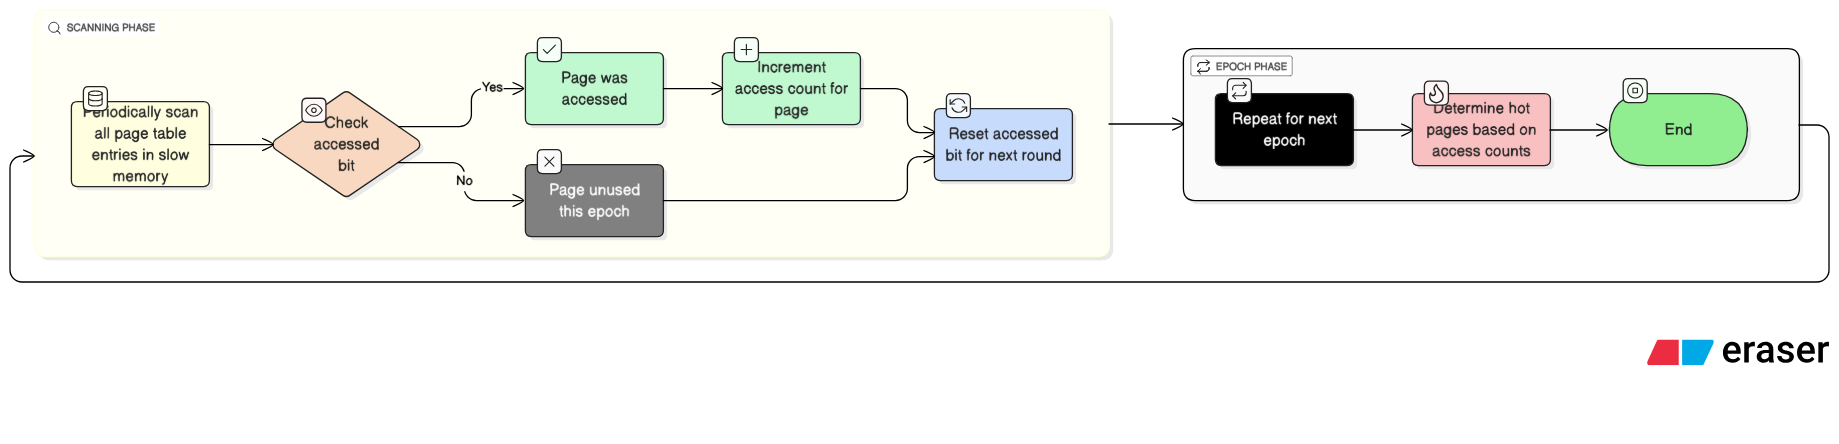 SCANNING PHASE
Periodically scan
all page table
entries in slow
memory
Check
accessed
bit
Yes
No
Page was
accessed
Increment
access count for
page
Page unused
this epoch
Reset accessed
bit for next round
EPOCH PHASE
Repeat for next
epoch
Determine hot
pages based on
access counts
End
eraser